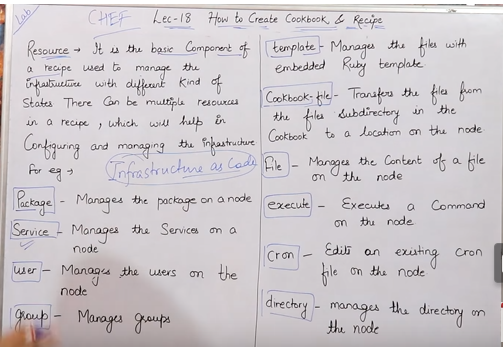 Lab
CHEF Lec-18 How to Create Cookbook & Recipe
Resource → It is the basic Component of
a recipe used to manage the
infrastructure with different Kind of
States There Can be multiple resources
in a recipe, which will help in
Configuring and managing the infrastructure
For eg → Infrastructure as Code
Package - Manages the package on a node
Service - Manages the Services on a
node
user - Manages the users on the
node
group - Manages groups
template - Manages the files with
embedded Ruby template
Cookbook-file - Transfers the files from
the files subdirectory in the
Cookbook to a location on the node
File - Manages the Content of a file
on the node
execute - Executes a Command
on the node
Cron - Edits an existing Cron
file on the node
directory - manages the directory on
the node